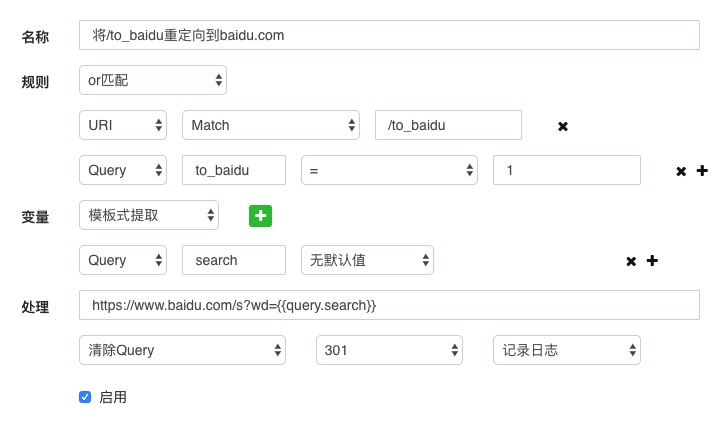 名称 将/to_baidu重定向到baidu.com
规则 or匹配
URI Match /to_baidu
Query to_baidu = 1
变量 模板式提取
Query search 无默认值
处理 https://www.baidu.com/s?wd={{query.search}}
清除Query 301 记录日志
启用